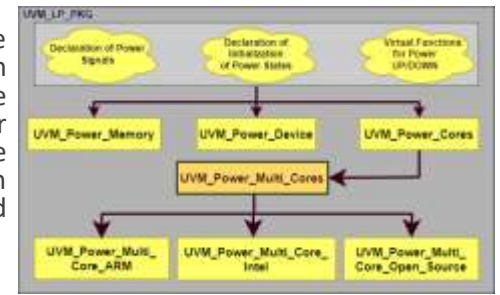 UVM_LP_PKG
Declaration of Power
Signals
Declaration of
Initialization
of Power States
Virtual Functions
for Power
UP/DOWN
UVM_Power_Memory
UVM_Power_Device
UVM_Power_Cores
UVM_Power_Multi_Cores
UVM_Power_Multi_
Core_ARM
UVM_Power_Multi_Core_
Intel
UVM_Power_Multi_
Core_Open_Source